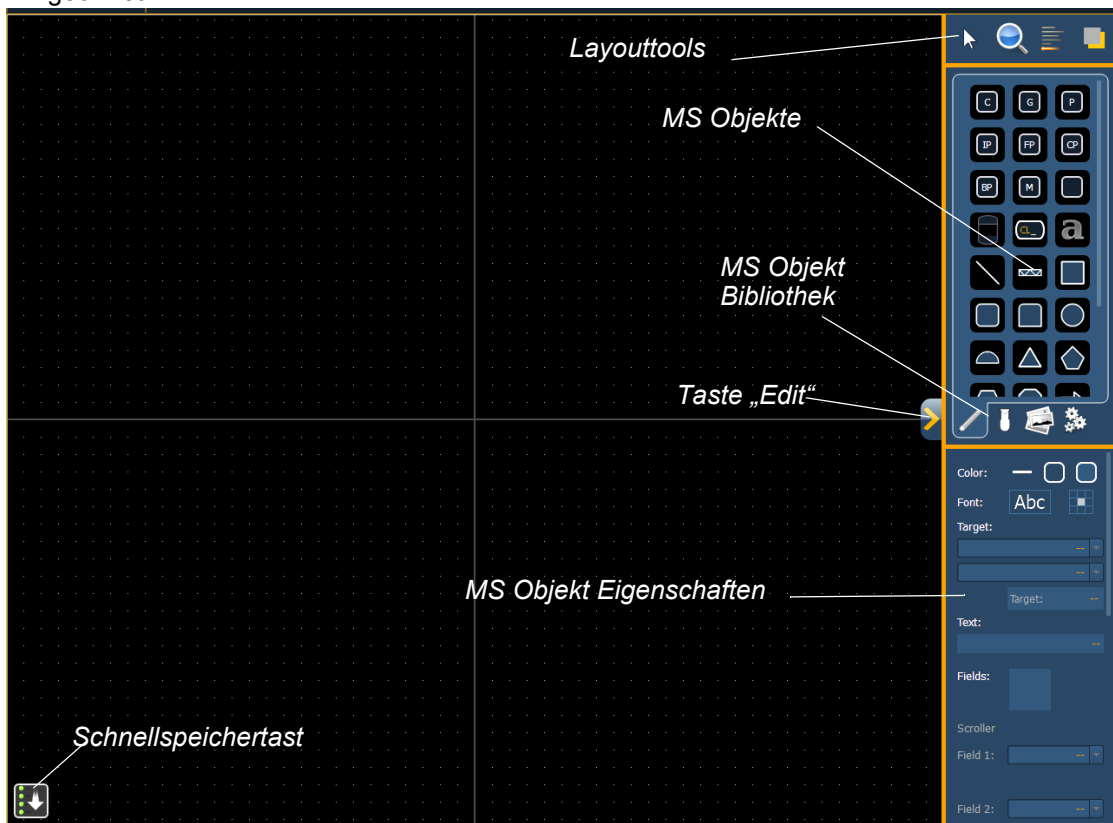 Layouttools
MS Objekte
C G P
IP FP CP
BP M
CL_ a
MS Objekt
Bibliothek
Taste „Edit“
Color:
Font: Abc
Target:
--
--
MS Objekt Eigenschaften
Target: --
Text:
--
Fields:
Schnellspeichertast
Scroller
Field 1: --
Field 2: --